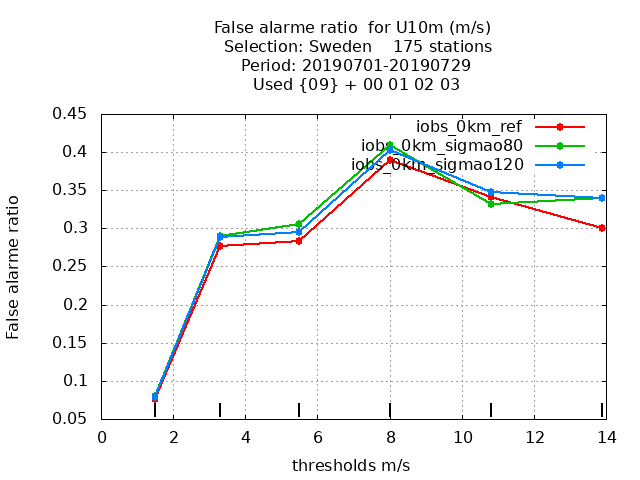 False alarme ratio  for U10m (m/s)
Selection: Sweden    175 stations
Period: 20190701-20190729
Used {09} + 00 01 02 03
iobs_0km_ref
iobs_0km_sigmao80
iobs_0km_sigmao120
False alarme ratio
0.45
0.4
0.35
0.3
0.25
0.2
0.15
0.1
0.05
0 2 4 6 8 10 12 14
thresholds m/s